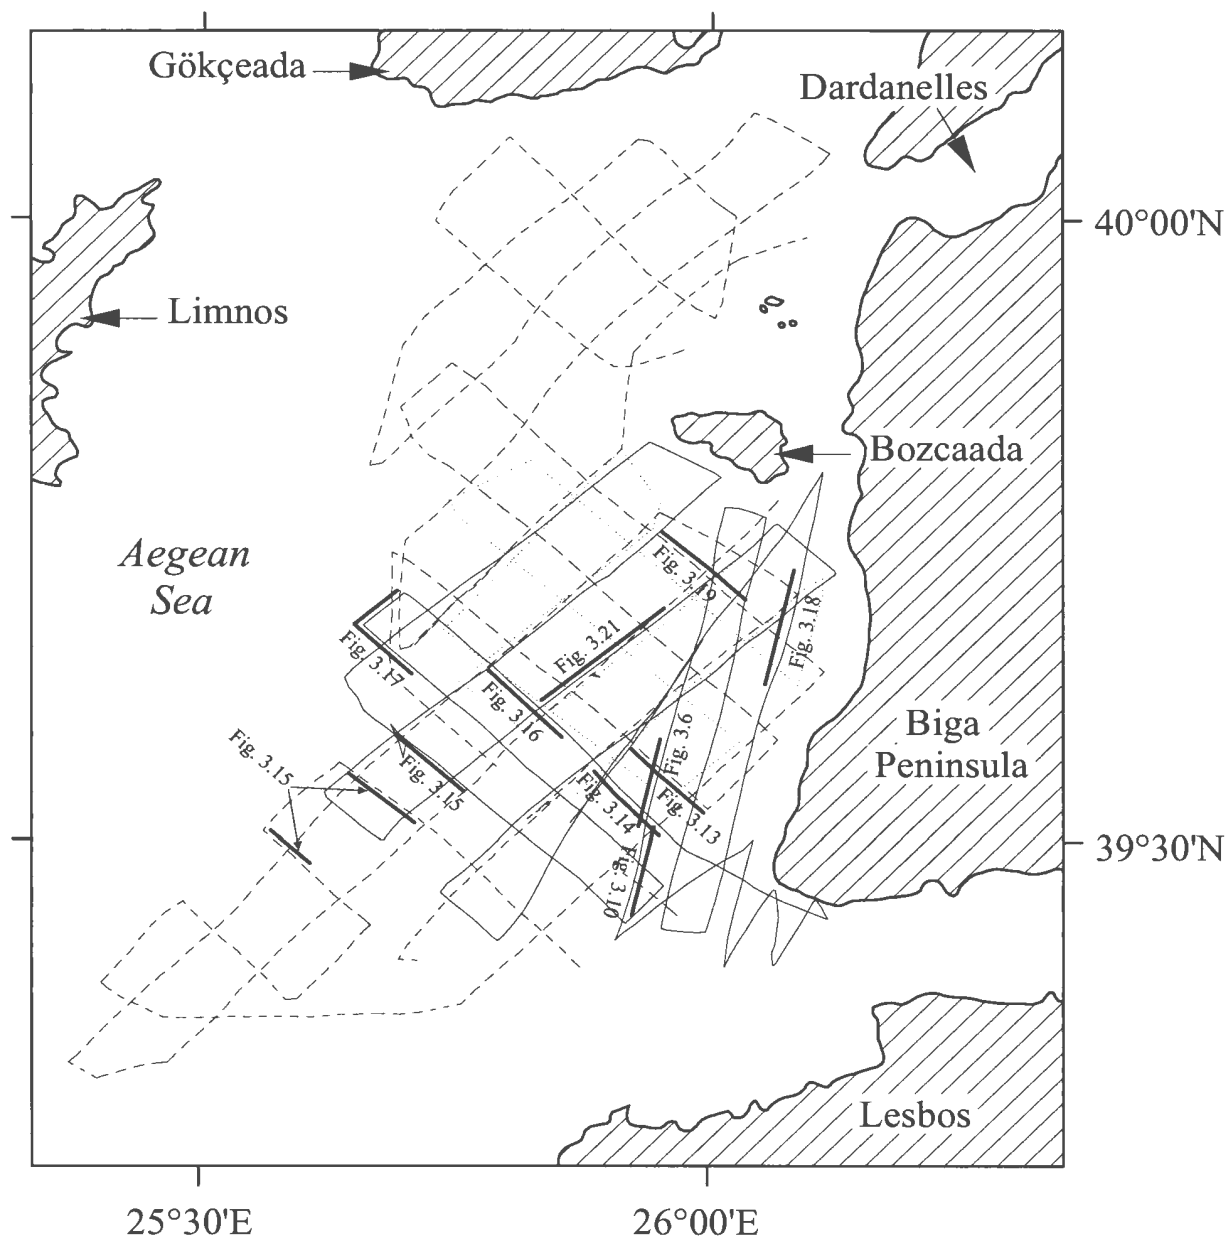 Gökçeada
Dardanelles
40°00'N
Limnos
Bozcaada
Aegean
Sea
Fig. 3.19
Fig. 3.18
Fig. 3.21
Fig. 3.17
Fig. 3.16
Fig. 3.6
Biga
Peninsula
Fig. 3.15
Fig. 3.15
Fig. 3.14
Fig. 3.13
39°30'N
Fig. 3.10
Lesbos
25°30'E
26°00'E